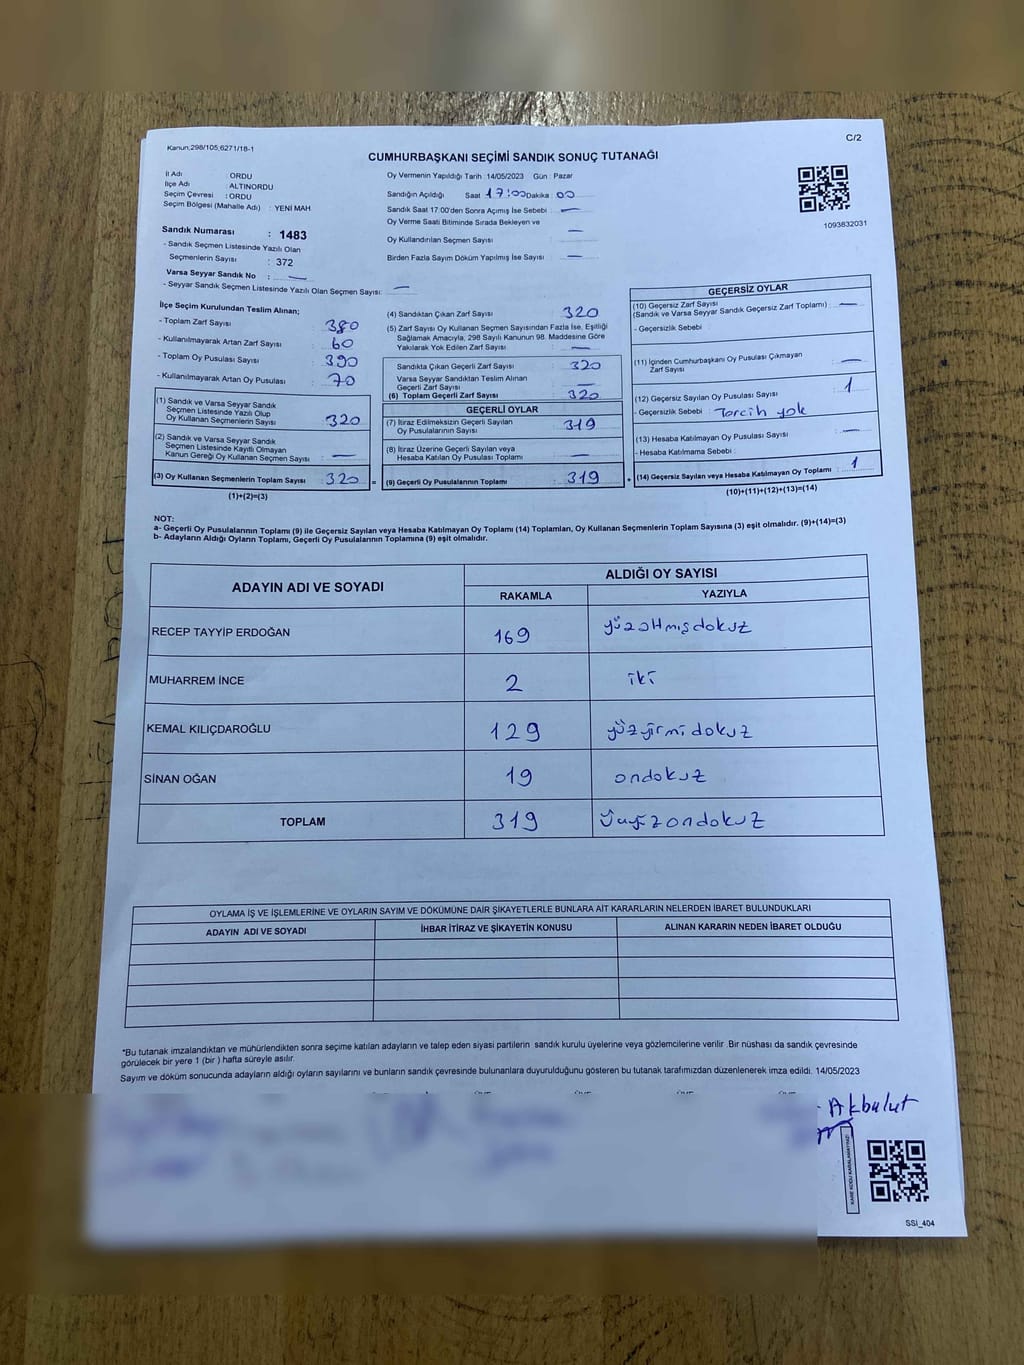 Kanun,298/105,6271/18-1
C/2
CUMHURBAŞKANI SEÇİMİ SANDIK SONUÇ TUTANAĞI
İl Adı : ORDU
İlçe Adı : ALTINORDU
Seçim Çevresi : ORDU
Seçim Bölgesi (Mahalle Adı) : YENİ MAH
Sandık Numarası : 1483
- Sandık Seçmen Listesinde Yazılı Olan
Seçmenlerin Sayısı : 372
Varsa Seyyar Sandık No : —
- Seyyar Sandık Seçmen Listesinde Yazılı Olan Seçmen Sayısı: —
Oy Vermenin Yapıldığı Tarih :14/05/2023 Gün : Pazar
Sandığın Açıldığı Saat 17:00 Dakika : 00
Sandık Saat 17:00'den Sonra Açımış İse Sebebi : —
Oy Verme Saati Bitiminde Sırada Bekleyen ve
Oy Kullandırılan Seçmen Sayısı : —
Birden Fazla Sayım Döküm Yapılmış İse Sayısı : —
1093832031
İlçe Seçim Kurulundan Teslim Alınan;
- Toplam Zarf Sayısı : 380
- Kullanılmayarak Artan Zarf Sayısı : 60
- Toplam Oy Pusulası Sayısı : 390
- Kullanılmayarak Artan Oy Pusulası : 70
(1) Sandık ve Varsa Seyyar Sandık
Seçmen Listesinde Yazılı Olup
Oy Kullanan Seçmenlerin Sayısı : 320
(2) Sandık ve Varsa Seyyar Sandık
Seçmen Listesinde Kayıtlı Olmayan
Kanun Gereği Oy Kullanan Seçmen Sayısı : —
(3) Oy Kullanan Seçmenlerin Toplam Sayısı : 320 =
(1)+(2)=(3)
(4) Sandıktan Çıkan Zarf Sayısı : 320
(5) Zarf Sayısı Oy Kullanan Seçmen Sayısından Fazla İse, Eşitliği
Sağlamak Amacıyla, 298 Sayılı Kanunun 98. Maddesine Göre
Yakılarak Yok Edilen Zarf Sayısı : —
Sandıkta Çıkan Geçerli Zarf Sayısı : 320
Varsa Seyyar Sandıktan Teslim Alınan
Geçerli Zarf Sayısı : —
(6) Toplam Geçerli Zarf Sayısı : 320
GEÇERLİ OYLAR
(7) İtiraz Edilmeksizin Geçerli Sayılan
Oy Pusulalarının Sayısı : 319
(8) İtiraz Üzerine Geçerli Sayılan veya
Hesaba Katılan Oy Pusulası Toplamı : —
(9) Geçerli Oy Pusulalarının Toplamı : 319 +
GEÇERSİZ OYLAR
(10) Geçersiz Zarf Sayısı
(Sandık ve Varsa Seyyar Sandık Geçersiz Zarf Toplamı) : —
- Geçersizlik Sebebi :
(11) İçinden Cumhurbaşkanı Oy Pusulası Çıkmayan
Zarf Sayısı : —
(12) Geçersiz Sayılan Oy Pusulası Sayısı : 1
- Geçersizlik Sebebi : Tercih yok
(13) Hesaba Katılmayan Oy Pusulası Sayısı : —
- Hesaba Katılmama Sebebi :
(14) Geçersiz Sayılan veya Hesaba Katılmayan Oy Toplamı : 1
(10)+(11)+(12)+(13)=(14)
NOT:
a- Geçerli Oy Pusulalarının Toplamı (9) ile Geçersiz Sayılan veya Hesaba Katılmayan Oy Toplamı (14) Toplamları, Oy Kullanan Seçmenlerin Toplam Sayısına (3) eşit olmalıdır. (9)+(14)=(3)
b- Adayların Aldığı Oyların Toplamı, Geçerli Oy Pusulalarının Toplamına (9) eşit olmalıdır.
ADAYIN ADI VE SOYADI ALDIĞI OY SAYISI
RAKAMLA YAZIYLA
RECEP TAYYİP ERDOĞAN 169 yüzaltmışdokuz
MUHARREM İNCE 2 iki
KEMAL KILIÇDAROĞLU 129 yüzyirmidokuz
SİNAN OĞAN 19 ondokuz
TOPLAM 319 üçyüzondokuz
OYLAMA İŞ VE İŞLEMLERİNE VE OYLARIN SAYIM VE DÖKÜMÜNE DAİR ŞİKAYETLERLE BUNLARA AİT KARARLARIN NELERDEN İBARET BULUNDUKLARI
ADAYIN ADI VE SOYADI İHBAR İTİRAZ VE ŞİKAYETİN KONUSU ALINAN KARARIN NEDEN İBARET OLDUĞU
*Bu tutanak imzalandıktan ve mühürlendikten sonra seçime katılan adayların ve talep eden siyasi partilerin sandık kurulu üyelerine veya gözlemcilerine verilir .Bir nüshası da sandık çevresinde
görülecek bir yere 1 (bir ) hafta süreyle asılır.
Sayım ve döküm sonucunda adayların aldığı oyların sayılarını ve bunların sandık çevresinde bulunanlara duyurulduğunu gösteren bu tutanak tarafımızdan düzenlenerek imza edildi. 14/05/2023
Akbulut
KARE KODU KARALAMAYINIZ!
SSİ_404